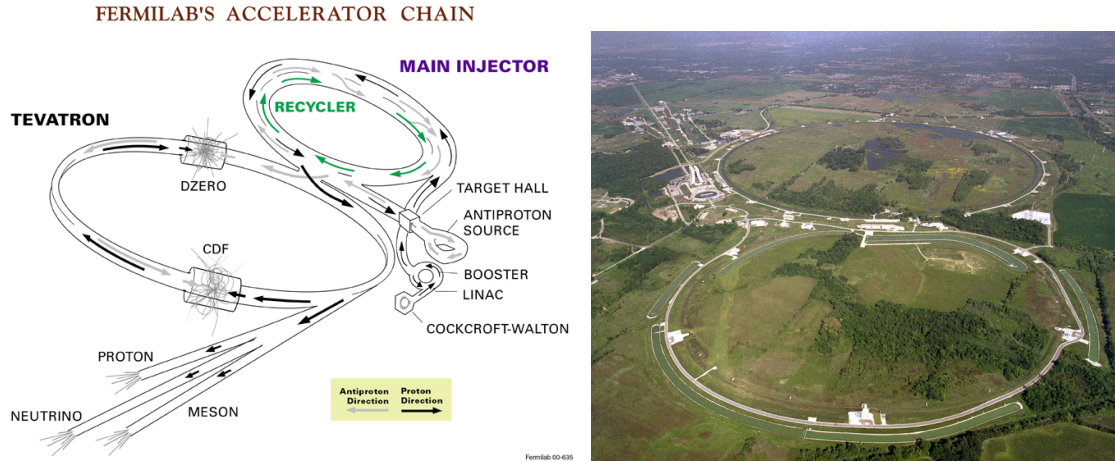 FERMILAB'S ACCELERATOR CHAIN
MAIN INJECTOR
RECYCLER
TEVATRON
DZERO
TARGET HALL
ANTIPROTON
SOURCE
CDF
BOOSTER
LINAC
COCKCROFT-WALTON
PROTON
NEUTRINO
MESON
Antiproton
Direction
Proton
Direction
Fermilab 00-635